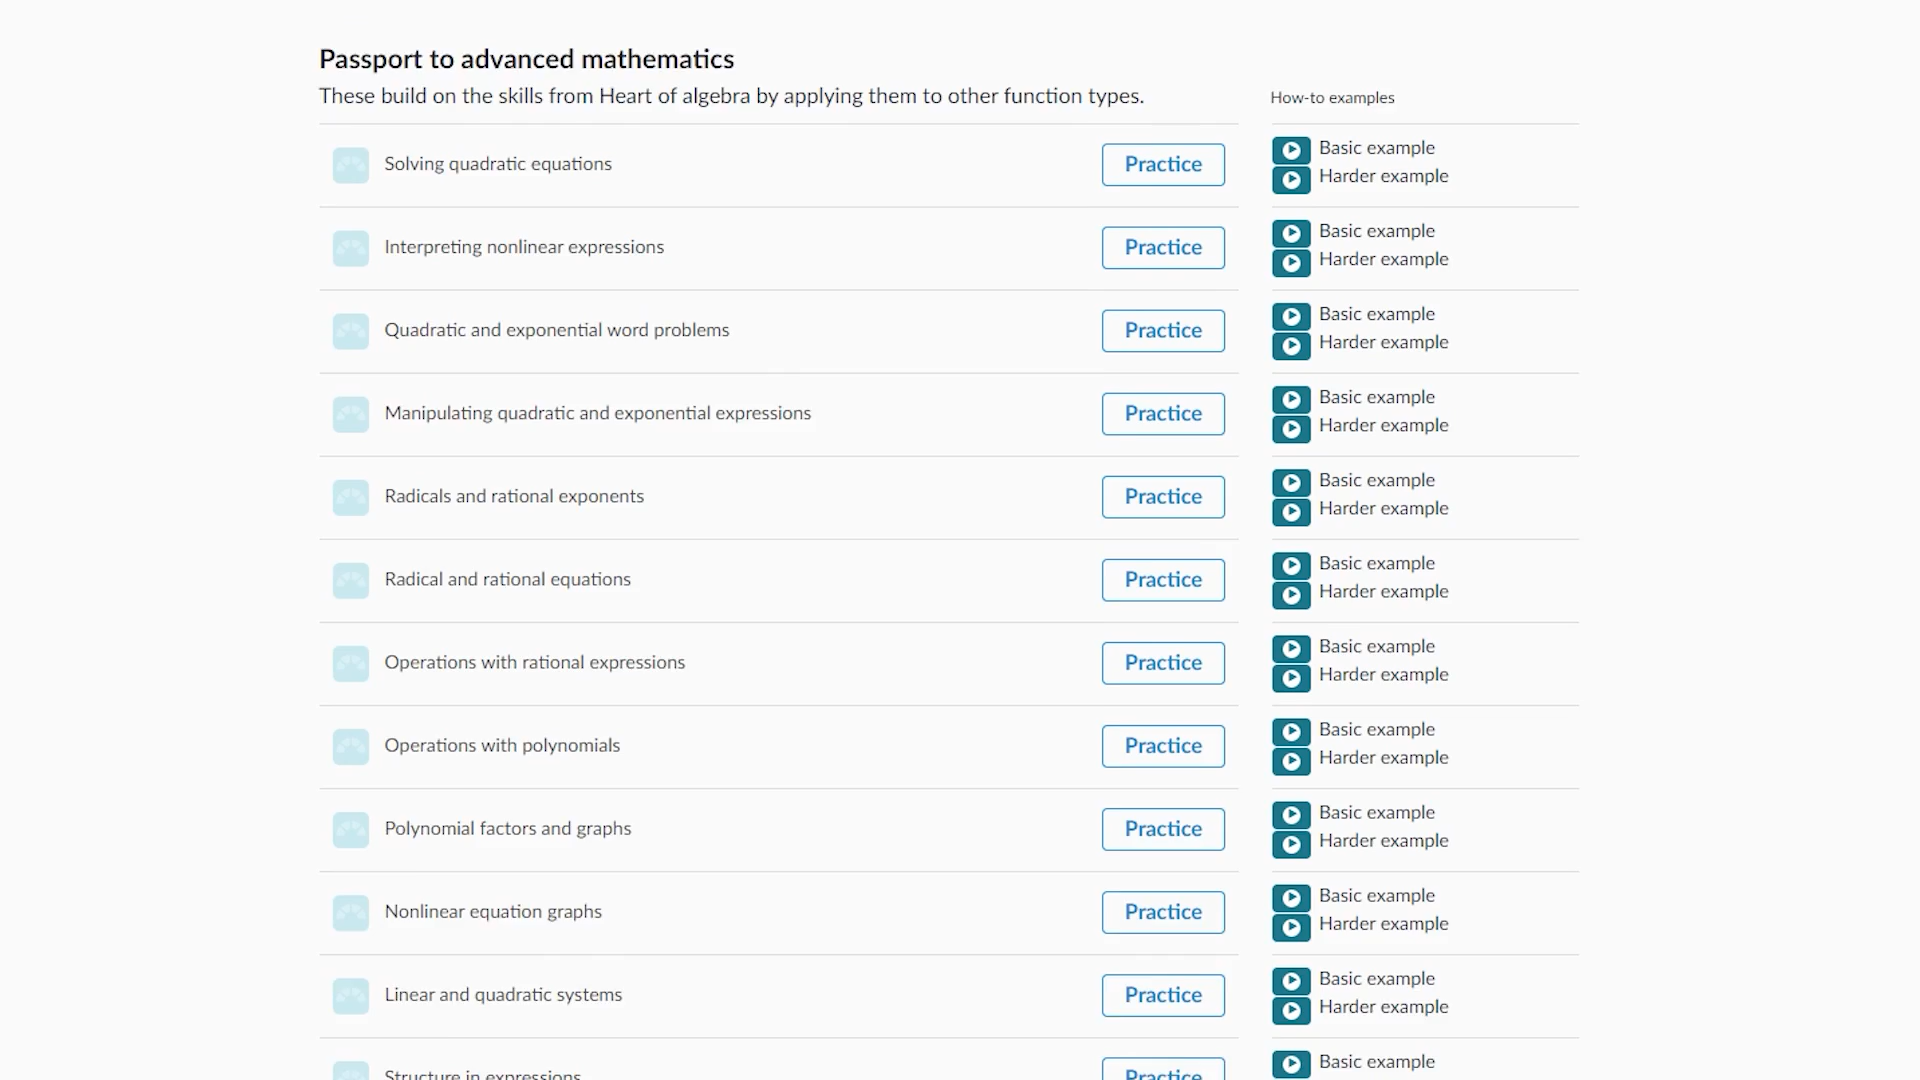 Passport to advanced mathematics
These build on the skills from Heart of algebra by applying them to other function types.
How-to examples
Solving quadratic equations
Practice
Basic example
Harder example
Interpreting nonlinear expressions
Practice
Basic example
Harder example
Quadratic and exponential word problems
Practice
Basic example
Harder example
Manipulating quadratic and exponential expressions
Practice
Basic example
Harder example
Radicals and rational exponents
Practice
Basic example
Harder example
Radical and rational equations
Practice
Basic example
Harder example
Operations with rational expressions
Practice
Basic example
Harder example
Operations with polynomials
Practice
Basic example
Harder example
Polynomial factors and graphs
Practice
Basic example
Harder example
Nonlinear equation graphs
Practice
Basic example
Harder example
Linear and quadratic systems
Practice
Basic example
Harder example
Structure in expressions
Practice
Basic example